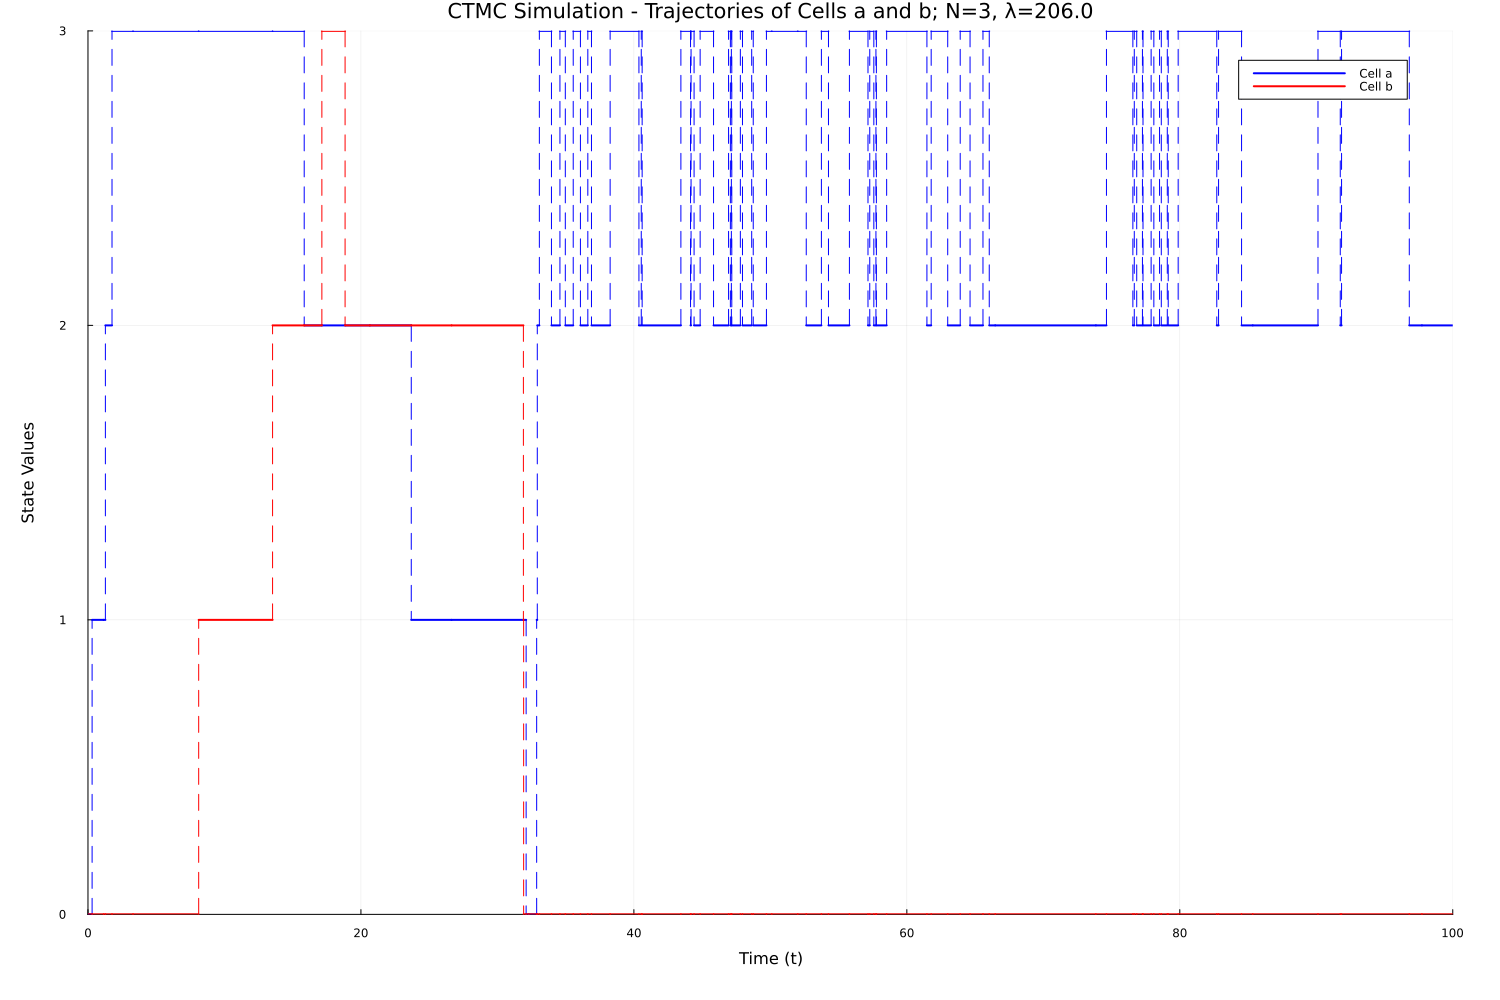 CTMC Simulation - Trajectories of Cells a and b; N=3, λ=206.0
3
Cell a
Cell b
2
State Values
1
0
0 20 40 60 80 100
Time (t)